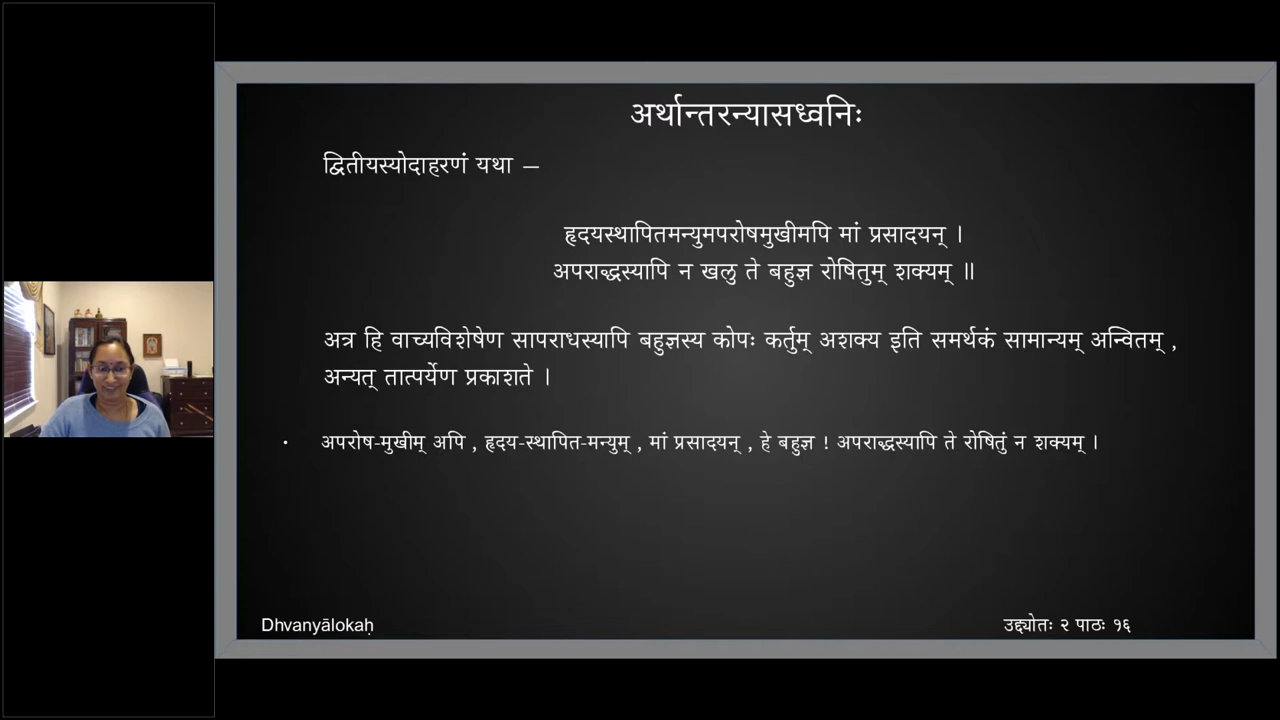 अर्थान्तरन्यासध्वनिः
द्वितीयस्योदाहरणं यथा –
हृदयस्थापितमन्युमपरोषमुखीमपि मां प्रसादयन् ।
अपराद्धस्यापि न खलु ते बहुज्ञ रोषितुम् शक्यम् ॥
अत्र हि वाच्यविशेषेण सापराधस्यापि बहुज्ञस्य कोपः कर्तुम् अशक्य इति समर्थकं सामान्यम् अन्वितम् ,
अन्यत् तात्पर्येण प्रकाशते ।
• अपरोष-मुखीम् अपि , हृदय-स्थापित-मन्युम् , मां प्रसादयन् , हे बहुज्ञ ! अपराद्धस्यापि ते रोषितुं न शक्यम् ।
Dhvanyālokaḥ
उद्द्योतः २ पाठः १६